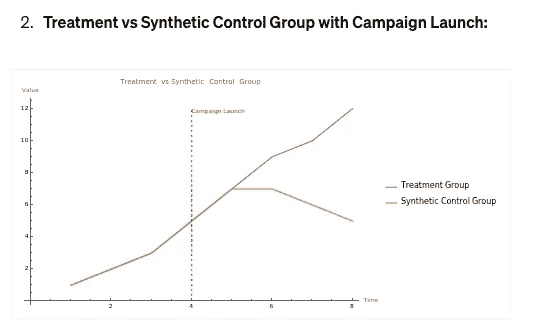 2. Treatment vs Synthetic Control Group with Campaign Launch:
Treatment vs Synthetic Control Group
Value
12
Campaign Launch
10
8
6
4
2
Treatment Group
Synthetic Control Group
2 4 6 8 Time